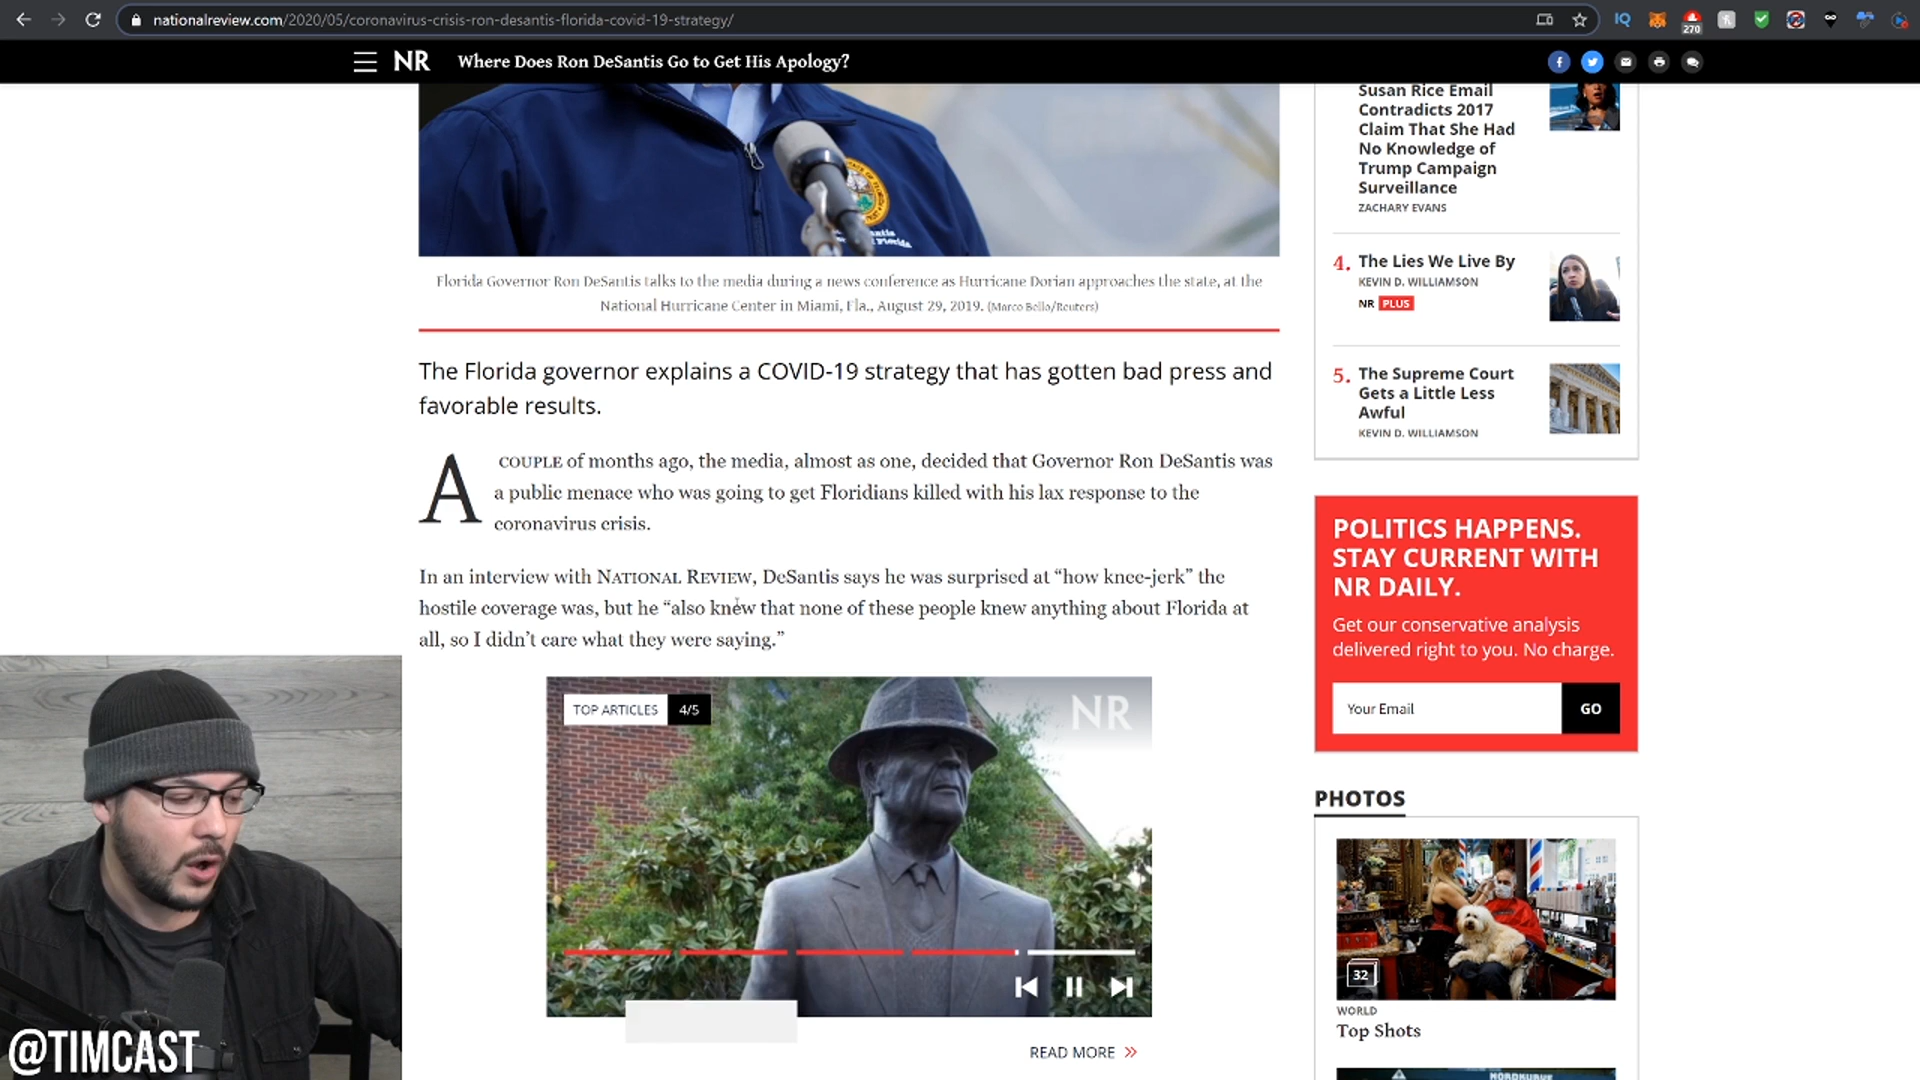 nationalreview.com/2020/05/coronavirus-crisis-ron-desantis-florida-covid-19-strategy/
IQ
270
NR
Where Does Ron DeSantis Go to Get His Apology?
Florida Governor Ron DeSantis talks to the media during a news conference as Hurricane Dorian approaches the state, at the
National Hurricane Center in Miami, Fla., August 29, 2019. (Marco Bello/Reuters)
The Florida governor explains a COVID-19 strategy that has gotten bad press and
favorable results.
A COUPLE of months ago, the media, almost as one, decided that Governor Ron DeSantis was
a public menace who was going to get Floridians killed with his lax response to the
coronavirus crisis.
In an interview with NATIONAL REVIEW, DeSantis says he was surprised at “how knee-jerk” the
hostile coverage was, but he “also knew that none of these people knew anything about Florida at
all, so I didn’t care what they were saying.”
TOP ARTICLES 4/5
NR
READ MORE »
Susan Rice Email
Contradicts 2017
Claim That She Had
No Knowledge of
Trump Campaign
Surveillance
ZACHARY EVANS
4. The Lies We Live By
KEVIN D. WILLIAMSON
NR PLUS
5. The Supreme Court
Gets a Little Less
Awful
KEVIN D. WILLIAMSON
POLITICS HAPPENS.
STAY CURRENT WITH
NR DAILY.
Get our conservative analysis
delivered right to you. No charge.
Your Email
GO
PHOTOS
32
WORLD
Top Shots
@TIMCAST